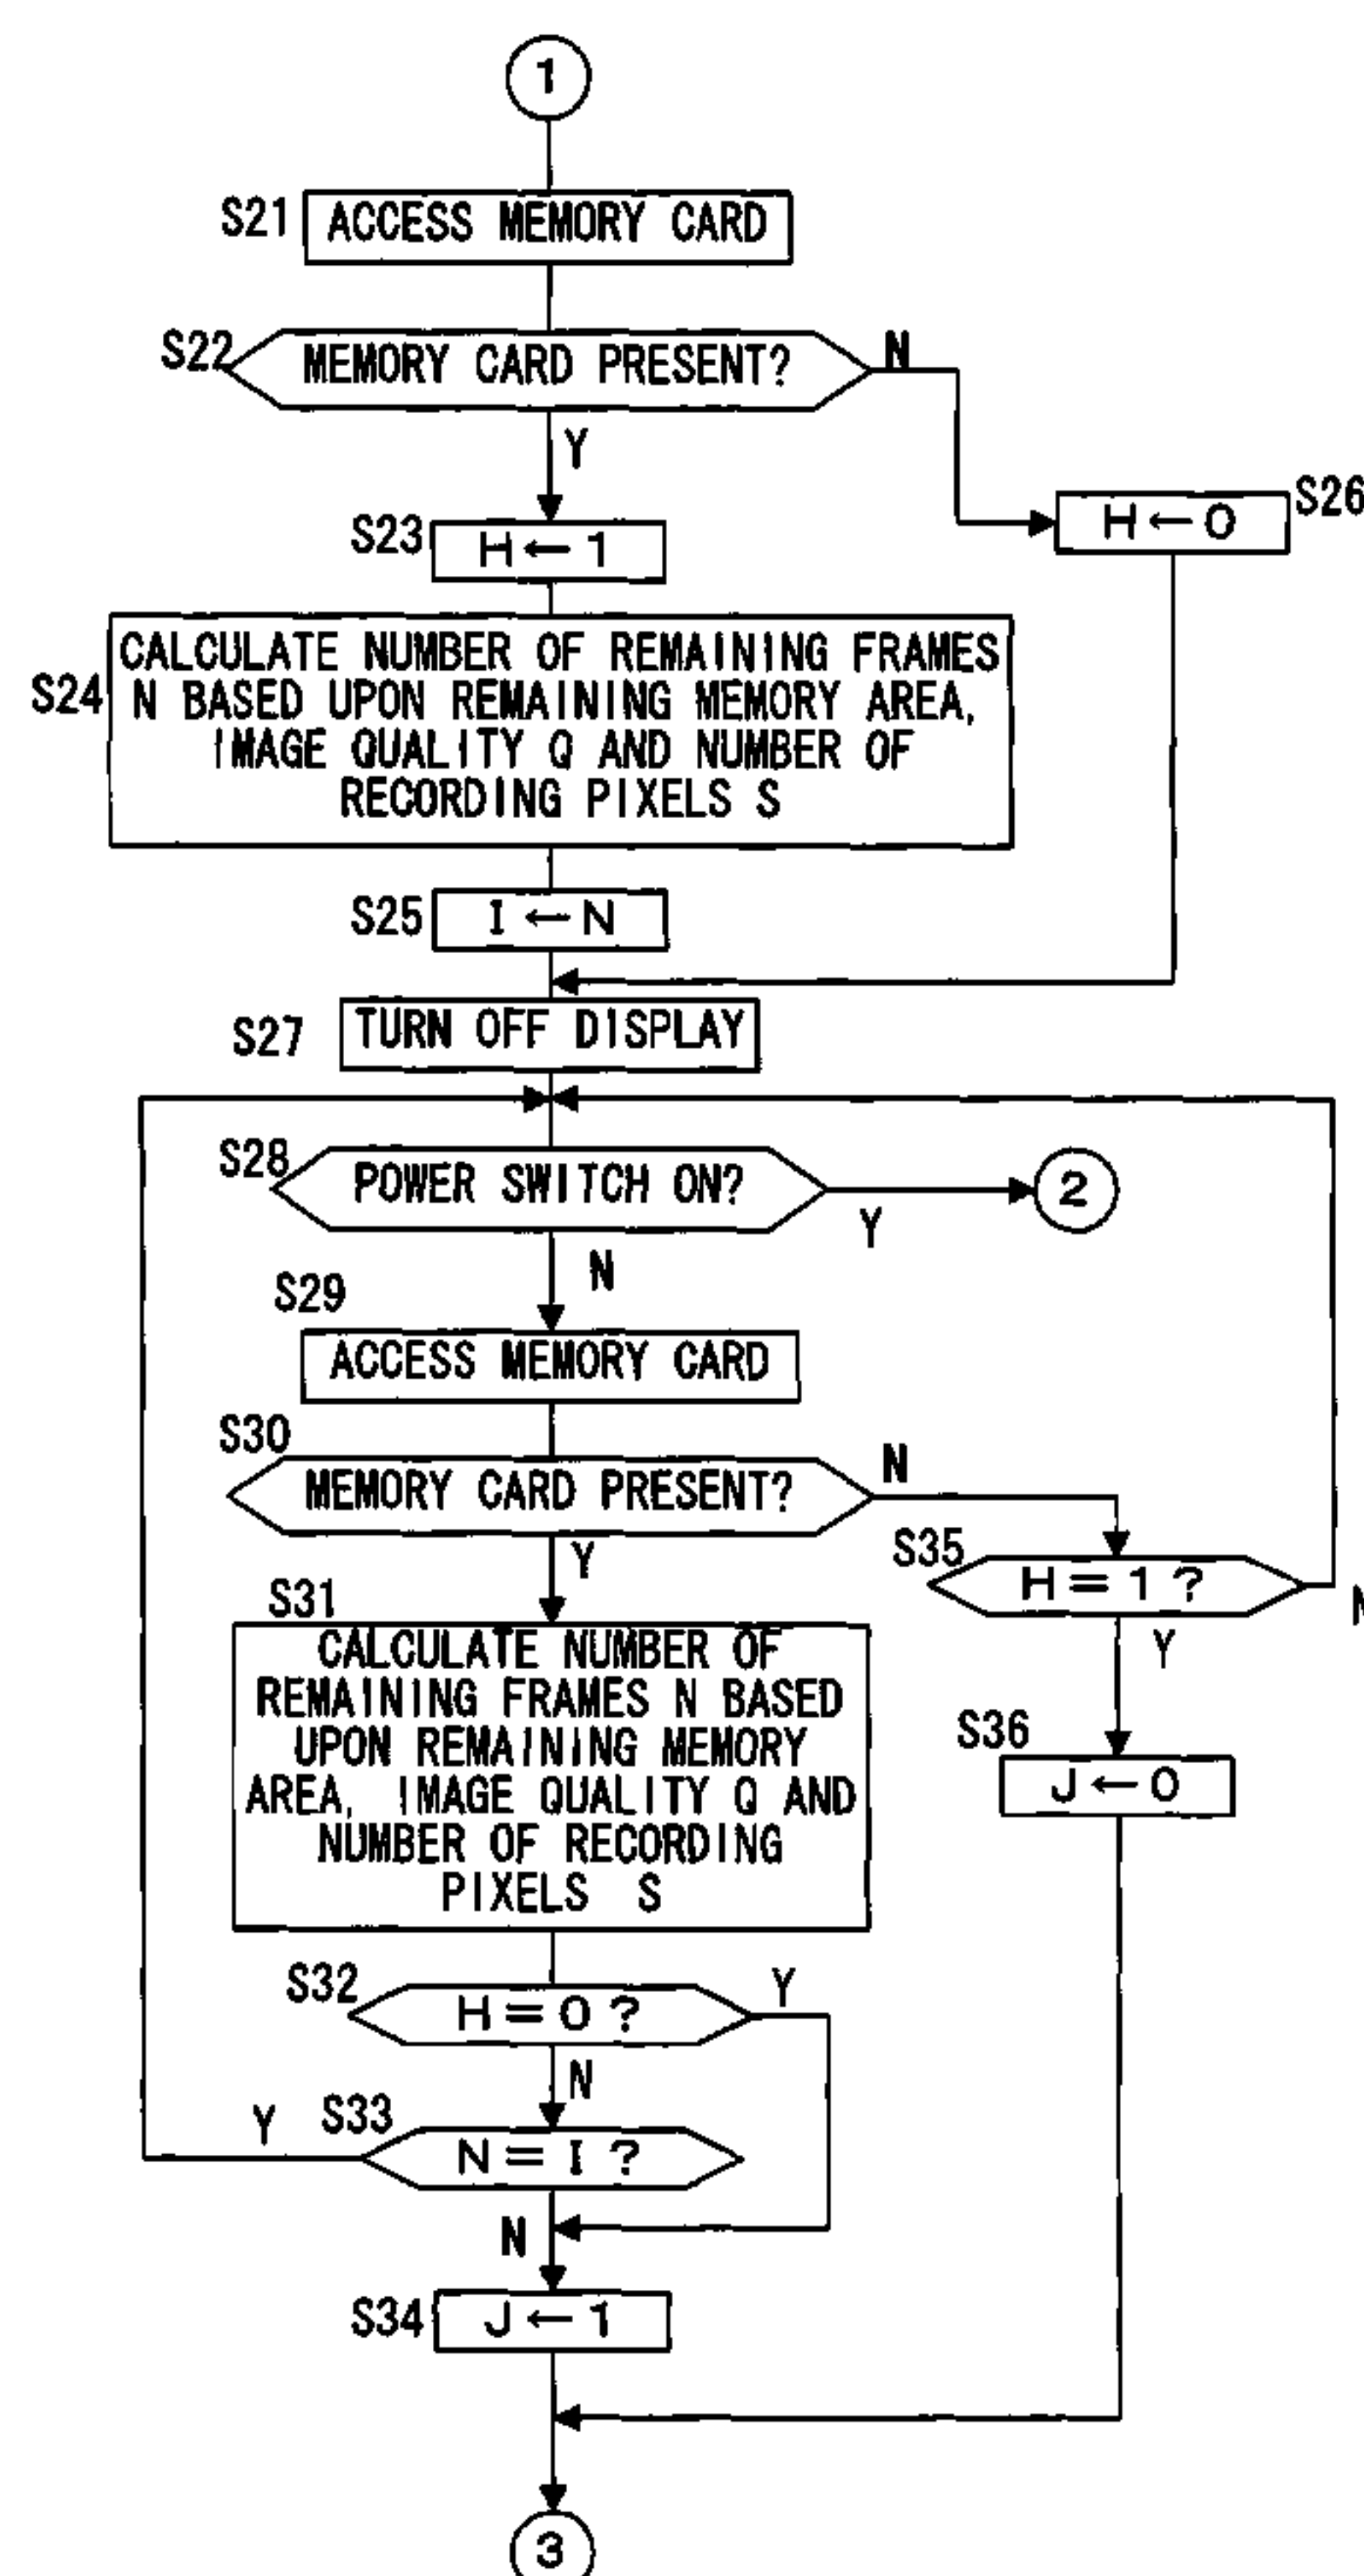 1
S21
ACCESS MEMORY CARD
S22
MEMORY CARD PRESENT?
N
Y
S23
H ← 1
S26
H ← 0
S24
CALCULATE NUMBER OF REMAINING FRAMES
N BASED UPON REMAINING MEMORY AREA,
IMAGE QUALITY Q AND NUMBER OF
RECORDING PIXELS S
S25
I ← N
S27
TURN OFF DISPLAY
S28
POWER SWITCH ON?
Y
2
N
S29
ACCESS MEMORY CARD
S30
MEMORY CARD PRESENT?
N
Y
S35
H = 1 ?
N
Y
S31
CALCULATE NUMBER OF
REMAINING FRAMES N BASED
UPON REMAINING MEMORY
AREA, IMAGE QUALITY Q AND
NUMBER OF RECORDING
PIXELS S
S36
J ← 0
S32
H = 0 ?
Y
N
S33
N = I ?
Y
N
S34
J ← 1
3